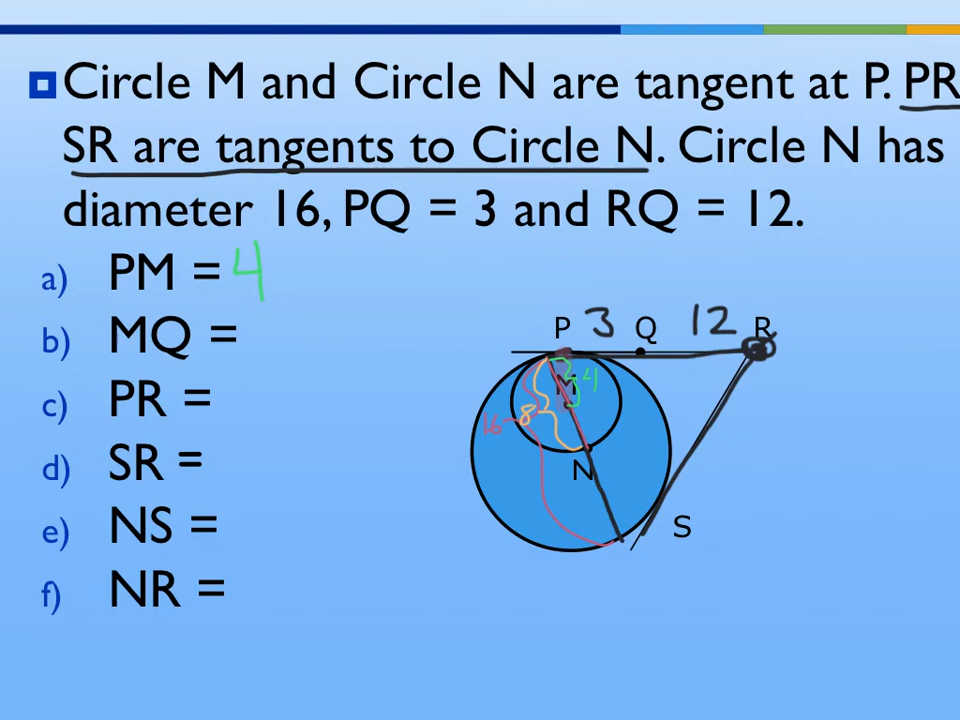 Circle M and Circle N are tangent at P. PR
SR are tangents to Circle N. Circle N has
diameter 16, PQ = 3 and RQ = 12.
a) PM = 4
b) MQ =
c) PR =
d) SR =
e) NS =
f) NR =
P 3 Q 12 R
M 4
16 8
N
S